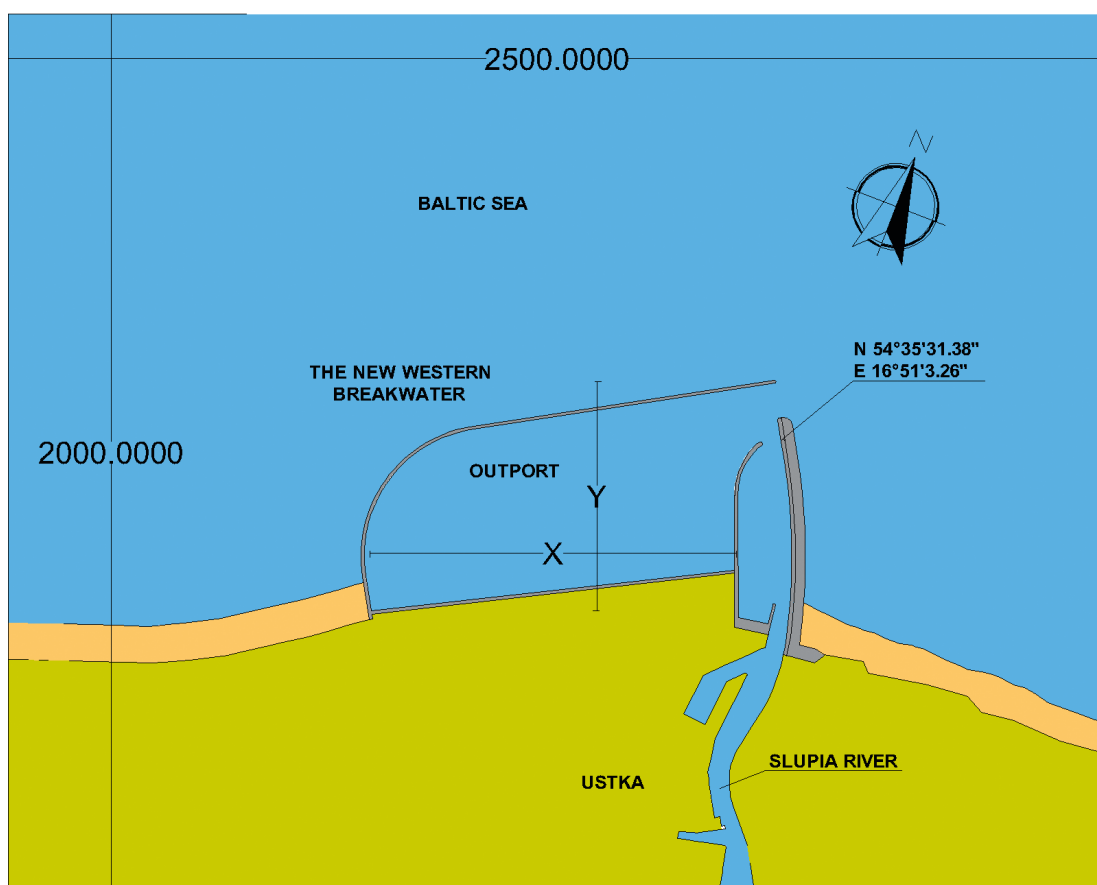 2500.0000
N
BALTIC SEA
N 54°35'31.38"
E 16°51'3.26"
THE NEW WESTERN
BREAKWATER
2000.0000
OUTPORT
Y
X
SLUPIA RIVER
USTKA